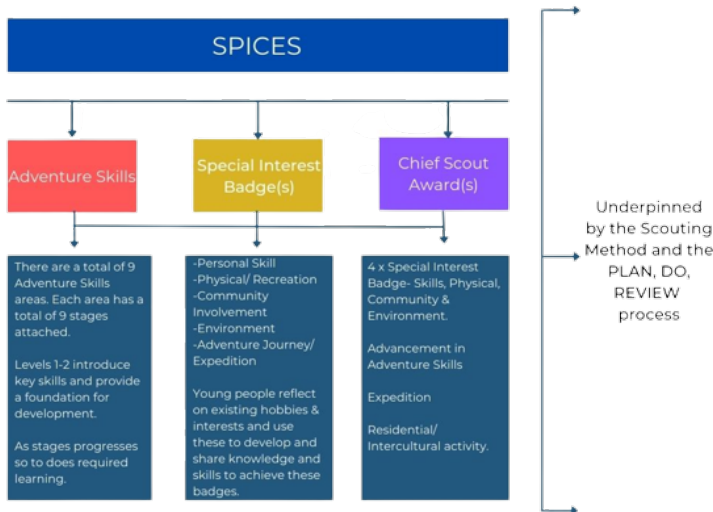 SPICES
Adventure Skills
Special Interest
Badge(s)
Chief Scout
Award(s)
There are a total of 9
Adventure Skills
areas. Each area has a
total of 9 stages
attached.
Levels 1-2 introduce
key skills and provide
a foundation for
development.
As stages progresses
so to does required
learning.
-Personal Skill
-Physical/ Recreation
-Community
Involvement
-Environment
-Adventure Journey/
Expedition
Young people reflect
on existing hobbies &
interests and use
these to develop and
share knowledge and
skills to achieve these
badges.
4 x Special Interest
Badge- Skills, Physical,
Community &
Environment.
Advancement in
Adventure Skills
Expedition
Residential/
Intercultural activity.
Underpinned
by the Scouting
Method and the
PLAN, DO,
REVIEW
process